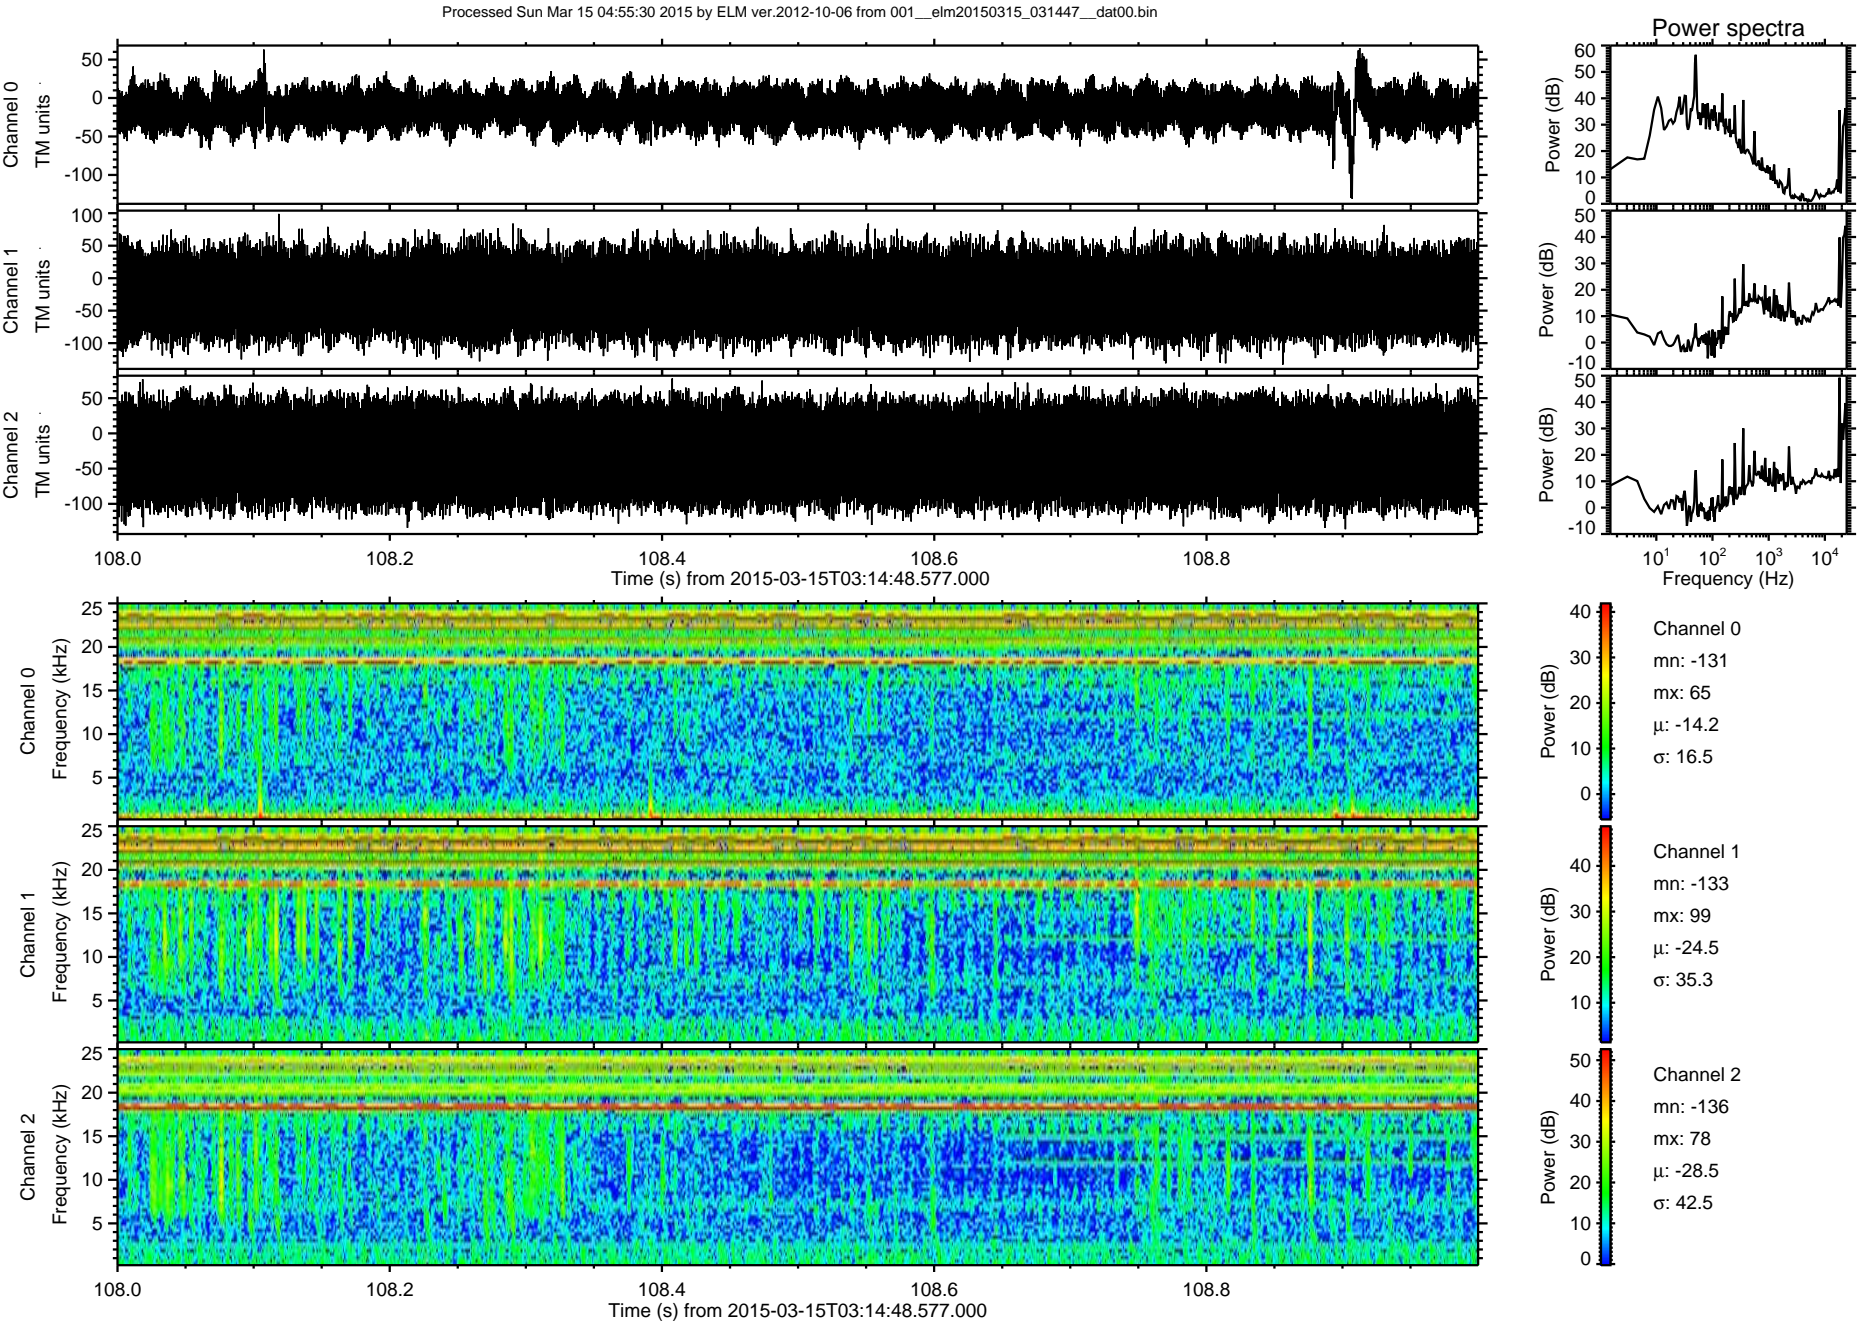 Processed Sun Mar 15 04:55:30 2015 by ELM ver.2012-10-06 from 001__elm20150315_031447__dat00.bin
Power spectra
Channel 0
TM units
50
0
-50
-100
Power (dB)
60
50
40
30
20
10
0
Channel 1
TM units
100
50
0
-50
-100
Power (dB)
50
40
30
20
10
0
-10
Channel 2
TM units
50
0
-50
-100
Power (dB)
50
40
30
20
10
0
-10
108.0 108.2 108.4 108.6 108.8
Time (s) from 2015-03-15T03:14:48.577.000
10¹ 10² 10³ 10⁴
Frequency (Hz)
Channel 0
Frequency (kHz)
25
20
15
10
5
Power (dB)
40
30
20
10
0
Channel 0
mn: -131
mx: 65
μ: -14.2
σ: 16.5
Channel 1
Frequency (kHz)
25
20
15
10
5
Power (dB)
40
30
20
10
Channel 1
mn: -133
mx: 99
μ: -24.5
σ: 35.3
Channel 2
Frequency (kHz)
25
20
15
10
5
Power (dB)
50
40
30
20
10
0
Channel 2
mn: -136
mx: 78
μ: -28.5
σ: 42.5
108.0 108.2 108.4 108.6 108.8
Time (s) from 2015-03-15T03:14:48.577.000